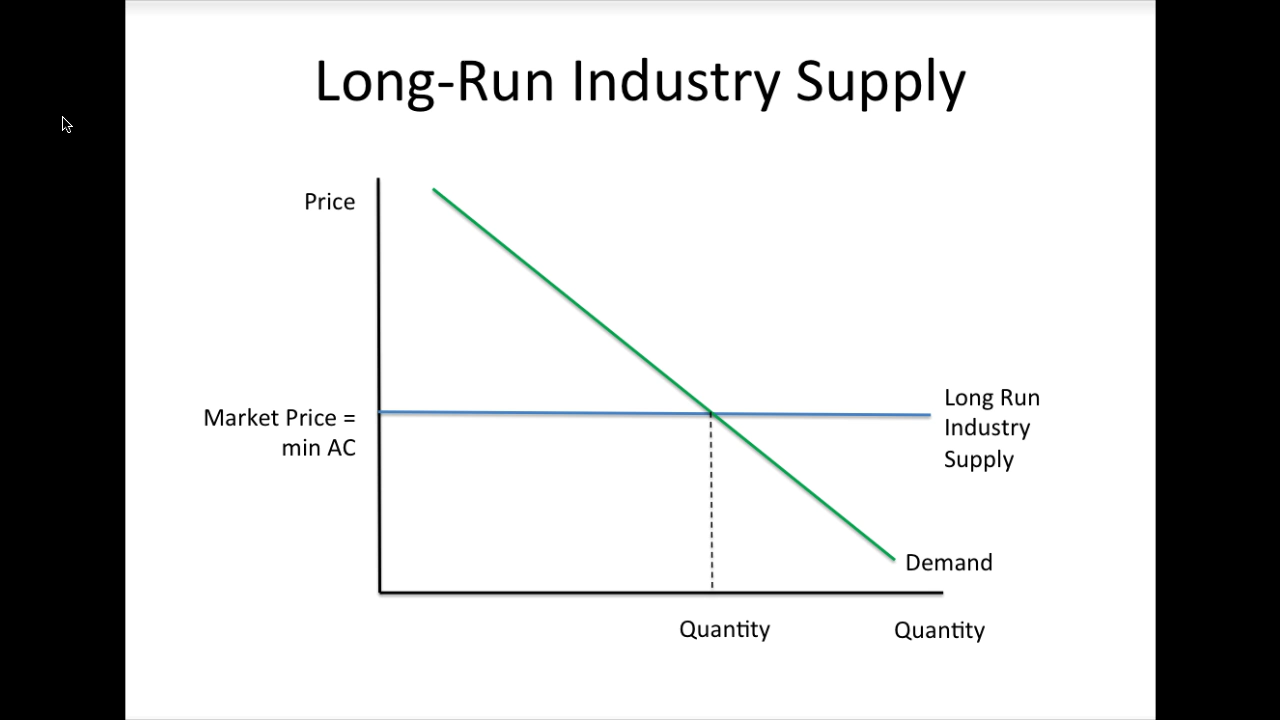 Long-Run Industry Supply
Price
Market Price =
min AC
Long Run
Industry
Supply
Demand
Quantity
Quantity